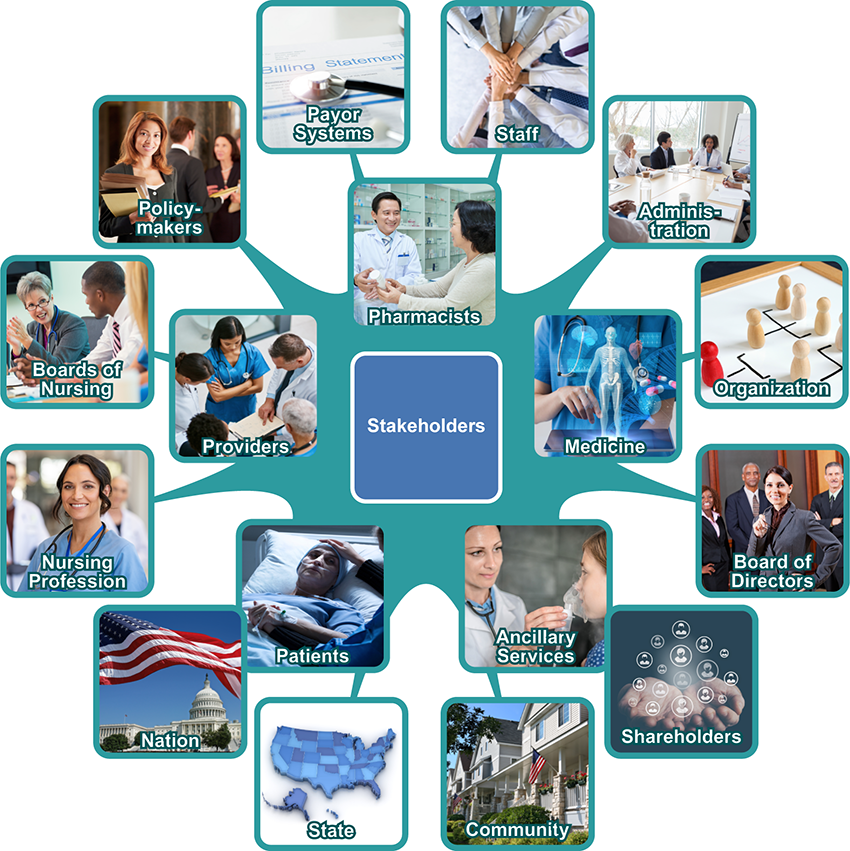 Billing Statement
Payor
Systems
Staff
Policy-
makers
Adminis-
tration
Pharmacists
Boards of
Nursing
Providers
Stakeholders
Medicine
Organization
Nursing
Profession
Board of
Directors
Patients
Ancillary
Services
Nation
Shareholders
State
Community